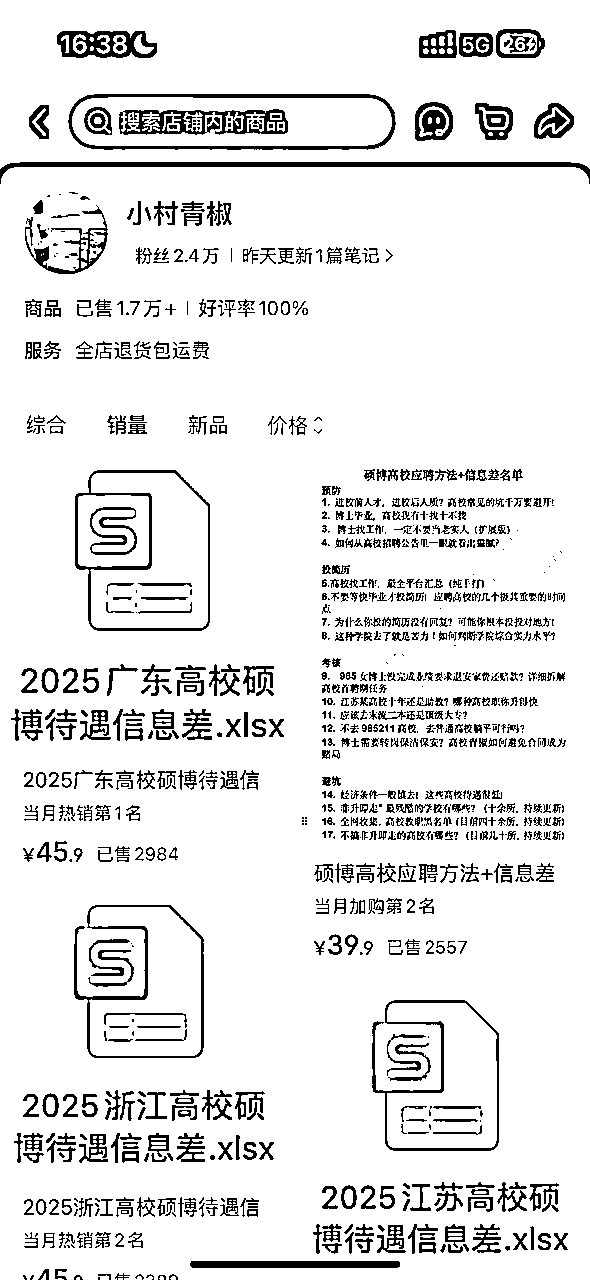 16:38
5G 26
搜索店铺内的商品
小村青椒
粉丝2.4万 | 昨天更新1篇笔记 >
商品 已售1.7万+ | 好评率100%
服务 全店退货包运费
综合 销量 新品 价格
2025广东高校硕
博待遇信息差.xlsx
2025广东高校硕博待遇信
当月热销第1名
¥45.9 已售2984
硕博高校应聘方法+信息差名单
预防
1. 进校前人才，进校后人质？高校常见的坑千万要避开！
2. 博士毕业，高校我有十找十不找
3. 博士找工作，一定不要当老实人（扩展版）
4. 如何从高校招聘公告里一眼就看出猫腻？
投简历
5.高校找工作，最全平台汇总（纯手打）
6.不要等快毕业才投简历！应聘高校的几个极其重要的时间
点
7. 为什么你投的简历没有回复？可能你根本没投对地方！
8. 这种学院去了就是苦力！如何判断学院综合实力水平？
考核
9. 985女博士没完成业绩要求退安家费还赔款？详细拆解
高校首聘期任务
10. 江苏某高校十年还是助教？哪种高校职称升得快
11. 应该去末流二本还是顶级大专？
12. 不去985211高校，去普通高校躺平可行吗？
13. 博士需要转岗保洁保安？高校青椒如何避免合同成为
赌局
避坑
14. 经济条件一般慎去！这些高校待遇很低！
15. 非升即走"最残酷的学校有哪些？（十余所，持续更新）
16. 全网收集，高校教职黑名单（目前四十余所，持续更新）
17. 不搞非升即走的高校有哪些？（目前几十所，持续更新）
硕博高校应聘方法+信息差
当月加购第2名
¥39.9 已售2557
2025浙江高校硕
博待遇信息差.xlsx
2025浙江高校硕博待遇信
当月热销第2名
2025江苏高校硕
博待遇信息差.xlsx